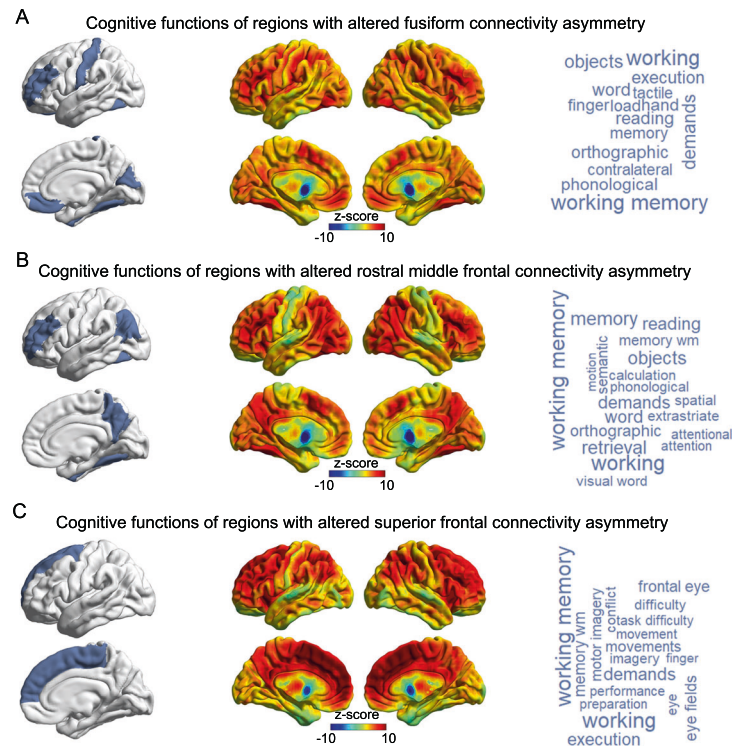 A
Cognitive functions of regions with altered fusiform connectivity asymmetry
objects working
execution
word tactile
finger load hand
reading
demands
memory
orthographic
contralateral
phonological
working memory
z-score
-10 10
B
Cognitive functions of regions with altered rostral middle frontal connectivity asymmetry
working memory
memory reading
memory wm
motion
semantic
objects
calculation
phonological
demands spatial
word extrastriate
orthographic attentional
retrieval attention
working
visual word
z-score
-10 10
C
Cognitive functions of regions with altered superior frontal connectivity asymmetry
working memory
memory wm
motor imagery
conflict
frontal eye
difficulty
task difficulty
movement
movements
imagery finger
demands
performance
preparation
eye
eye fields
working
execution
z-score
-10 10